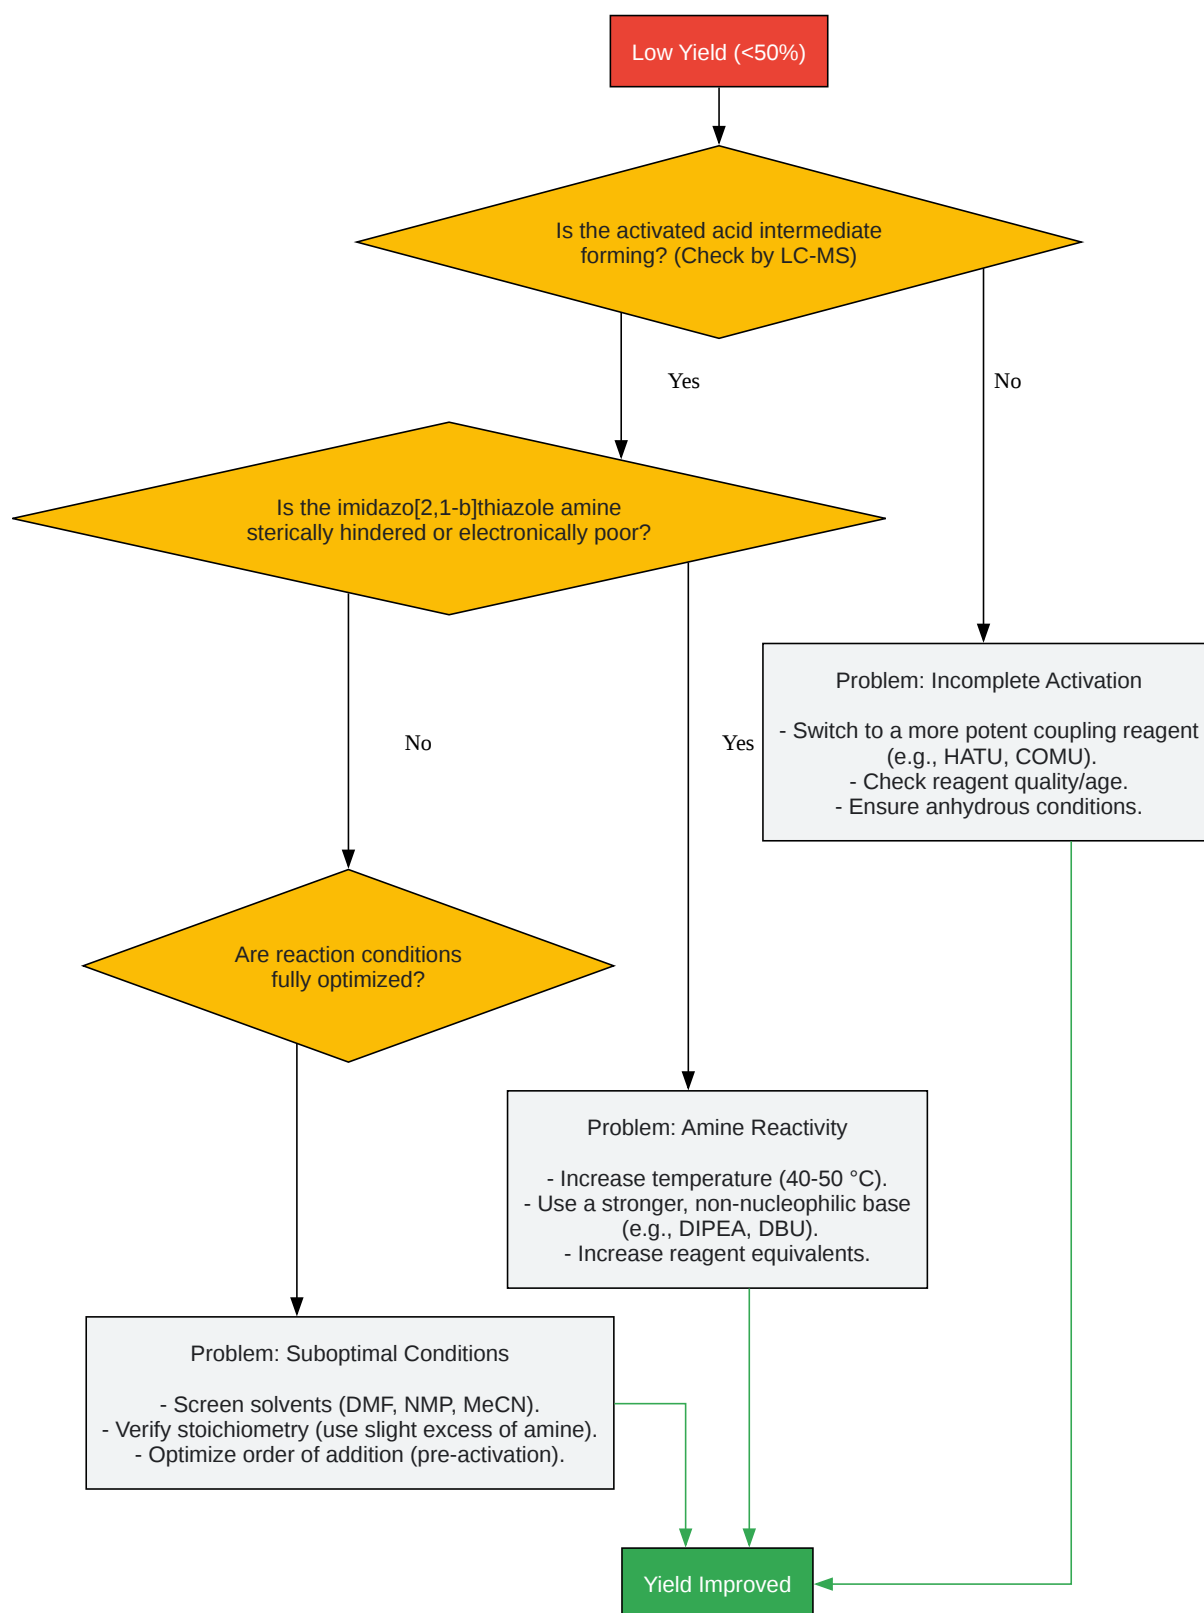 Low Yield (<50%)
Is the activated acid intermediate
forming? (Check by LC-MS)
Yes
No
Is the imidazo[2,1-b]thiazole amine
sterically hindered or electronically poor?
Problem: Incomplete Activation
- Switch to a more potent coupling reagent
(e.g., HATU, COMU).
- Check reagent quality/age.
- Ensure anhydrous conditions.
No
Yes
Are reaction conditions
fully optimized?
Problem: Amine Reactivity
- Increase temperature (40-50 °C).
- Use a stronger, non-nucleophilic base
(e.g., DIPEA, DBU).
- Increase reagent equivalents.
Problem: Suboptimal Conditions
- Screen solvents (DMF, NMP, MeCN).
- Verify stoichiometry (use slight excess of amine).
- Optimize order of addition (pre-activation).
Yield Improved